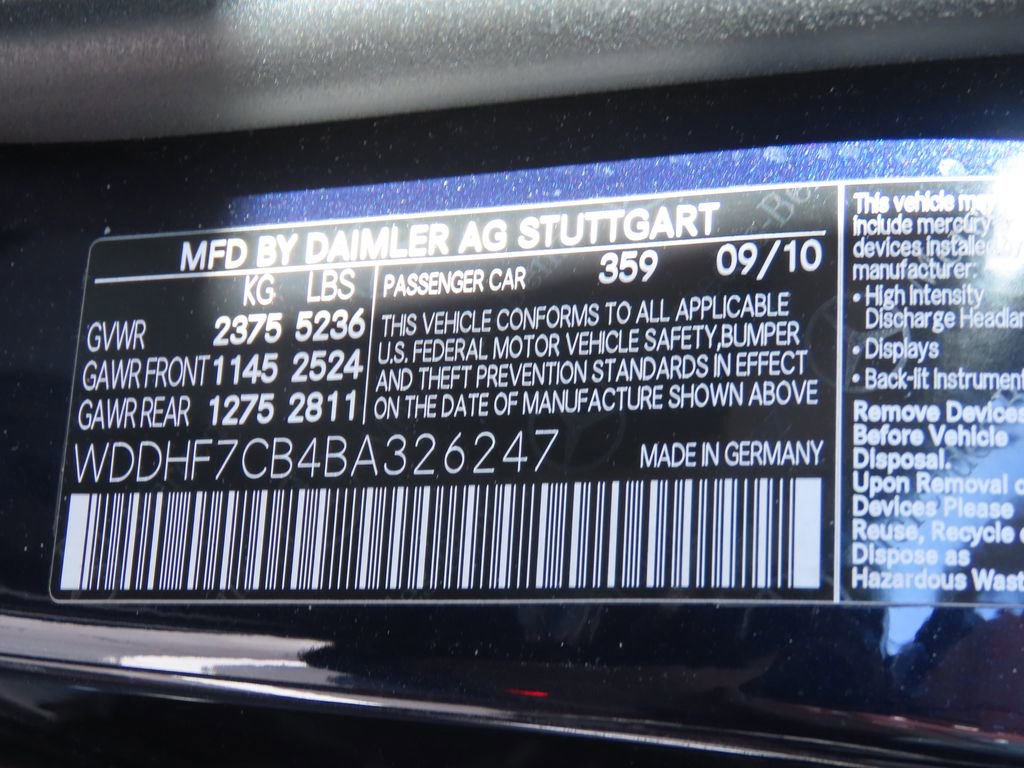 MFD BY DAIMLER AG STUTTGART
KG LBS
GVWR 2375 5236
GAWR FRONT 1145 2524
GAWR REAR 1275 2811
PASSENGER CAR 359 09/10
THIS VEHICLE CONFORMS TO ALL APPLICABLE
U.S. FEDERAL MOTOR VEHICLE SAFETY,BUMPER
AND THEFT PREVENTION STANDARDS IN EFFECT
ON THE DATE OF MANUFACTURE SHOWN ABOVE
WDDHF7CB4BA326247 MADE IN GERMANY
This vehicle
Include mercury
devices
manufacturer:
• High Intensity
Discharge
• Displays
• Back-lit
Remove Devices
Before Vehicle
Disposal.
Upon Removal
Devices Please
Reuse, Recycle
Dispose as
Hazardous